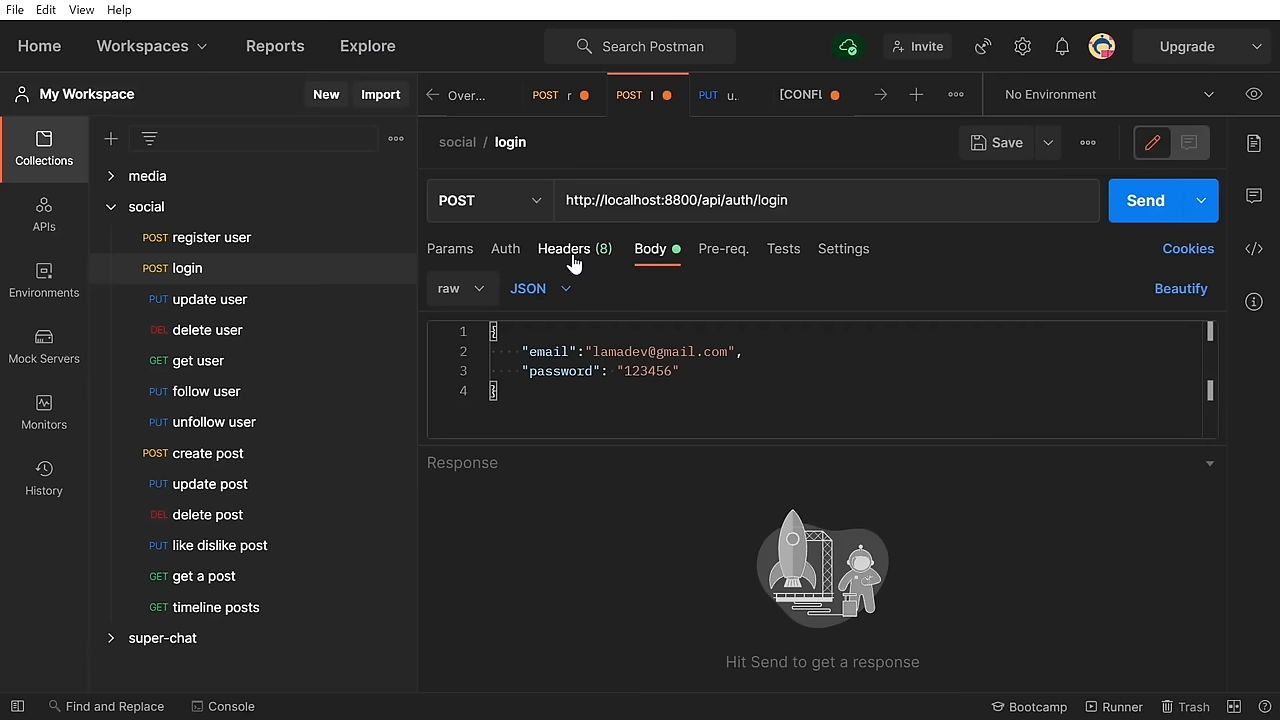 File Edit View Help
Home Workspaces Reports Explore Search Postman Invite Upgrade
My Workspace New Import Over... POST r POST l PUT u. [CONFL No Environment
Collections
APIs
Environments
Mock Servers
Monitors
History
media
social
POST register user
POST login
PUT update user
DEL delete user
GET get user
PUT follow user
PUT unfollow user
POST create post
PUT update post
DEL delete post
PUT like dislike post
GET get a post
GET timeline posts
super-chat
social / login Save
POST http://localhost:8800/api/auth/login Send
Params Auth Headers (8) Body Pre-req. Tests Settings Cookies
raw JSON Beautify
1 {
2 "email":"lamadev@gmail.com",
3 "password": "123456"
4 }
Response
Hit Send to get a response
Find and Replace Console Bootcamp Runner Trash